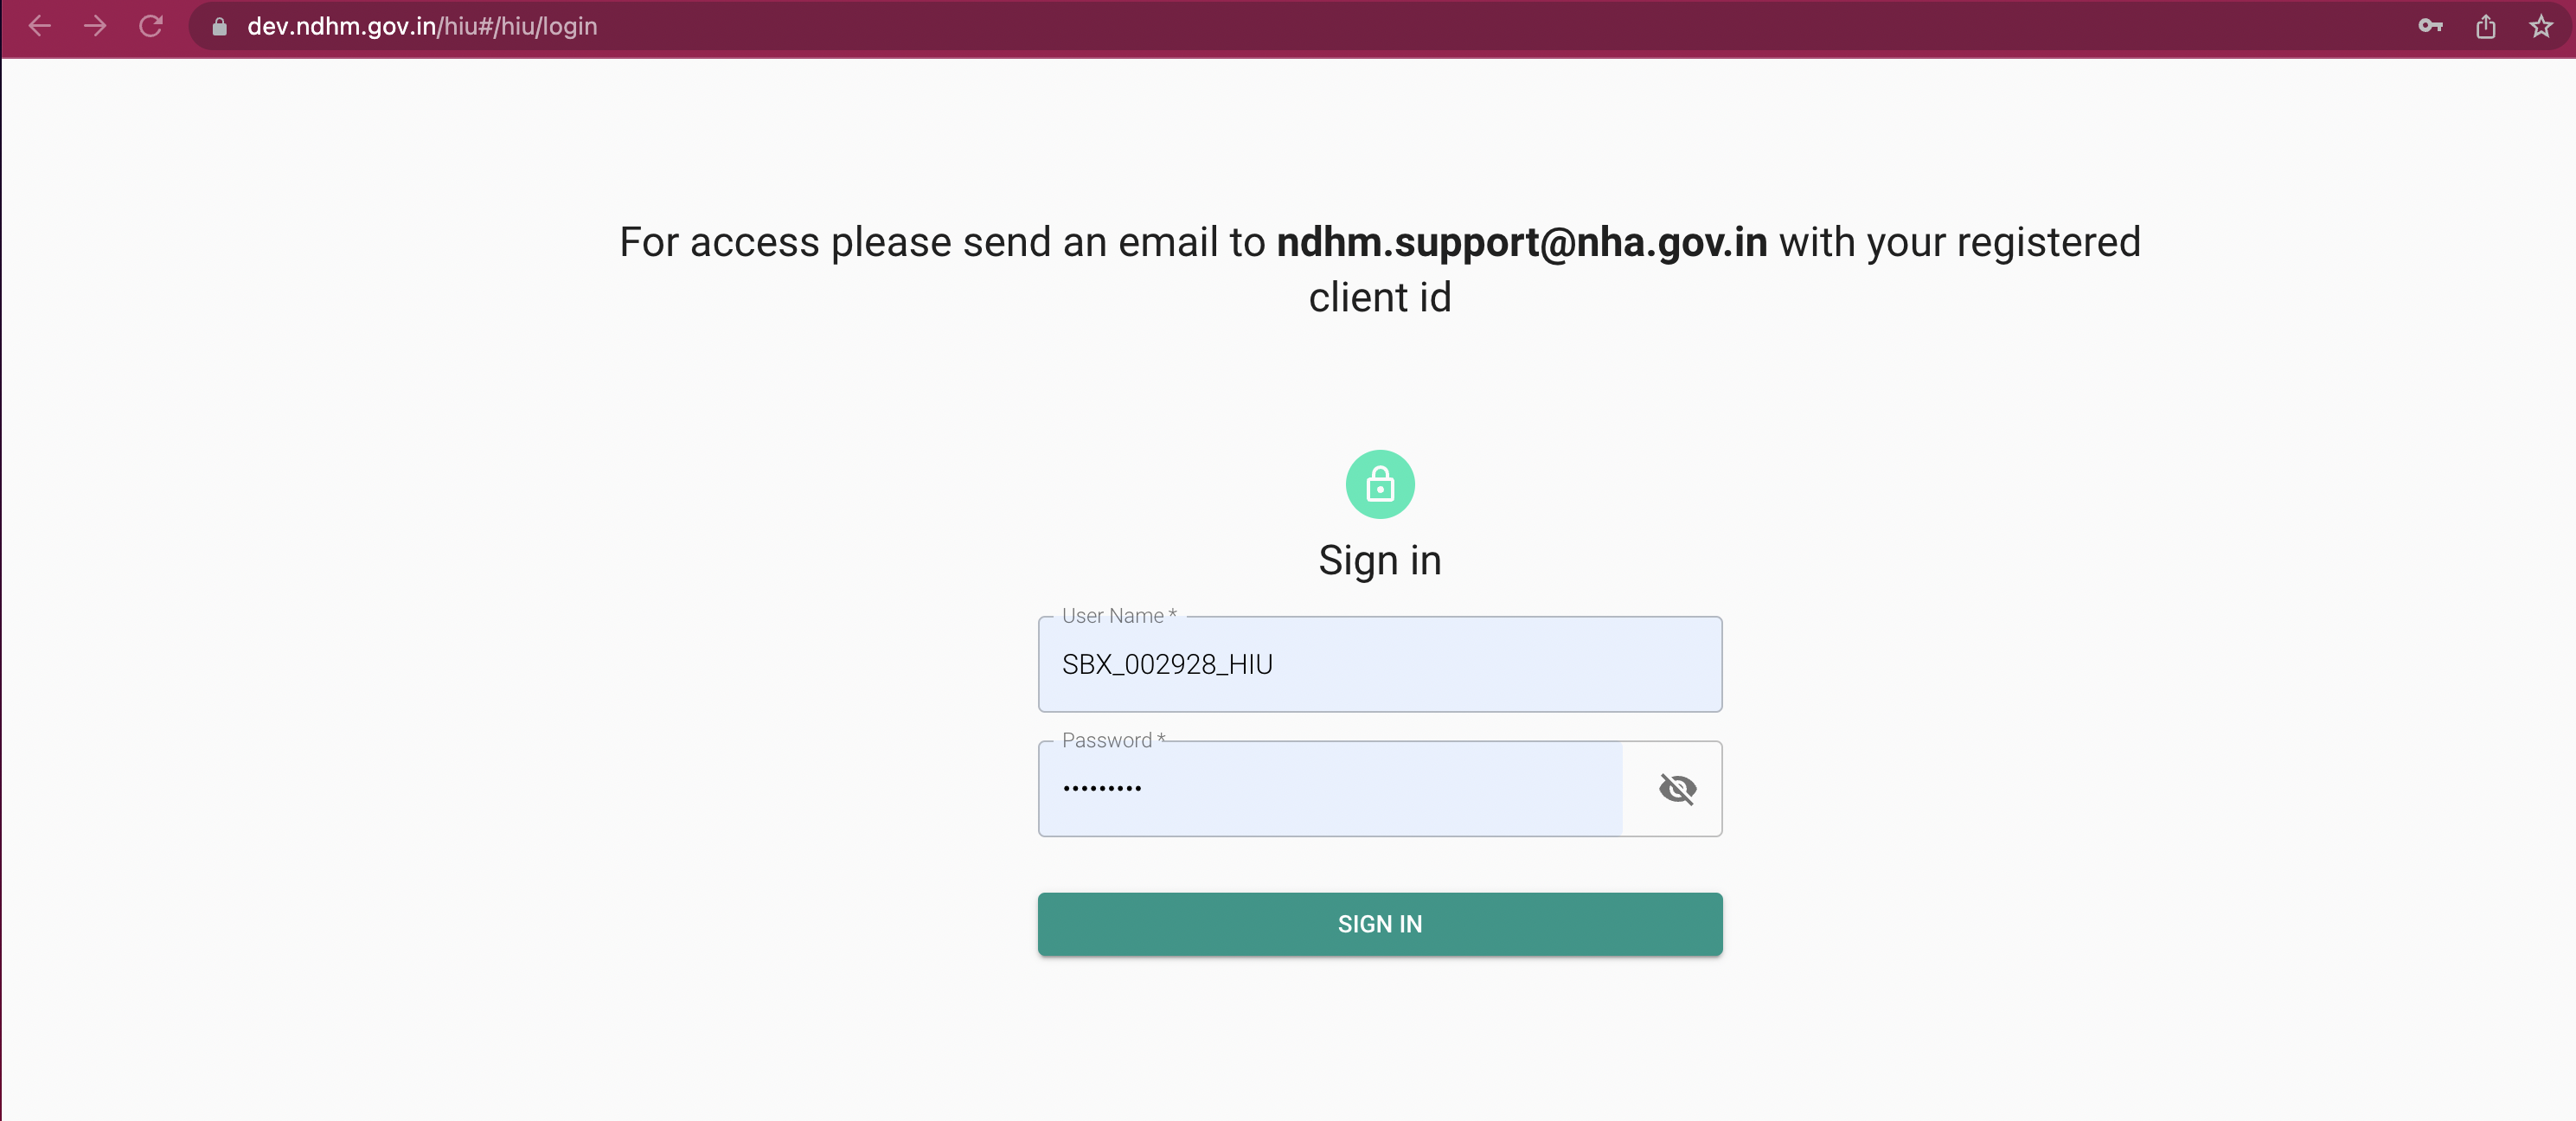 dev.ndhm.gov.in/hiu#/hiu/login
For access please send an email to ndhm.support@nha.gov.in with your registered
client id
Sign in
User Name *
SBX_002928_HIU
Password *
•••••••••
SIGN IN